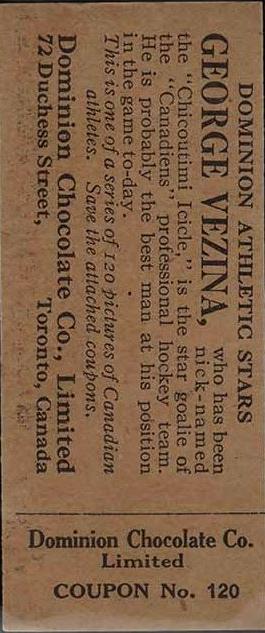 DOMINION ATHLETIC STARS
GEORGE VEZINA, who has been
nick-named
the "Chicoutimi Icicle," is the star goalie of
the "Canadiens" professional hockey team.
He is probably the best man at his position
in the game to-day.
This is one of a series of 120 pictures of Canadian
athletes. Save the attached coupons.
Dominion Chocolate Co., Limited
72 Duchess Street, Toronto, Canada
Dominion Chocolate Co.
Limited
COUPON No. 120